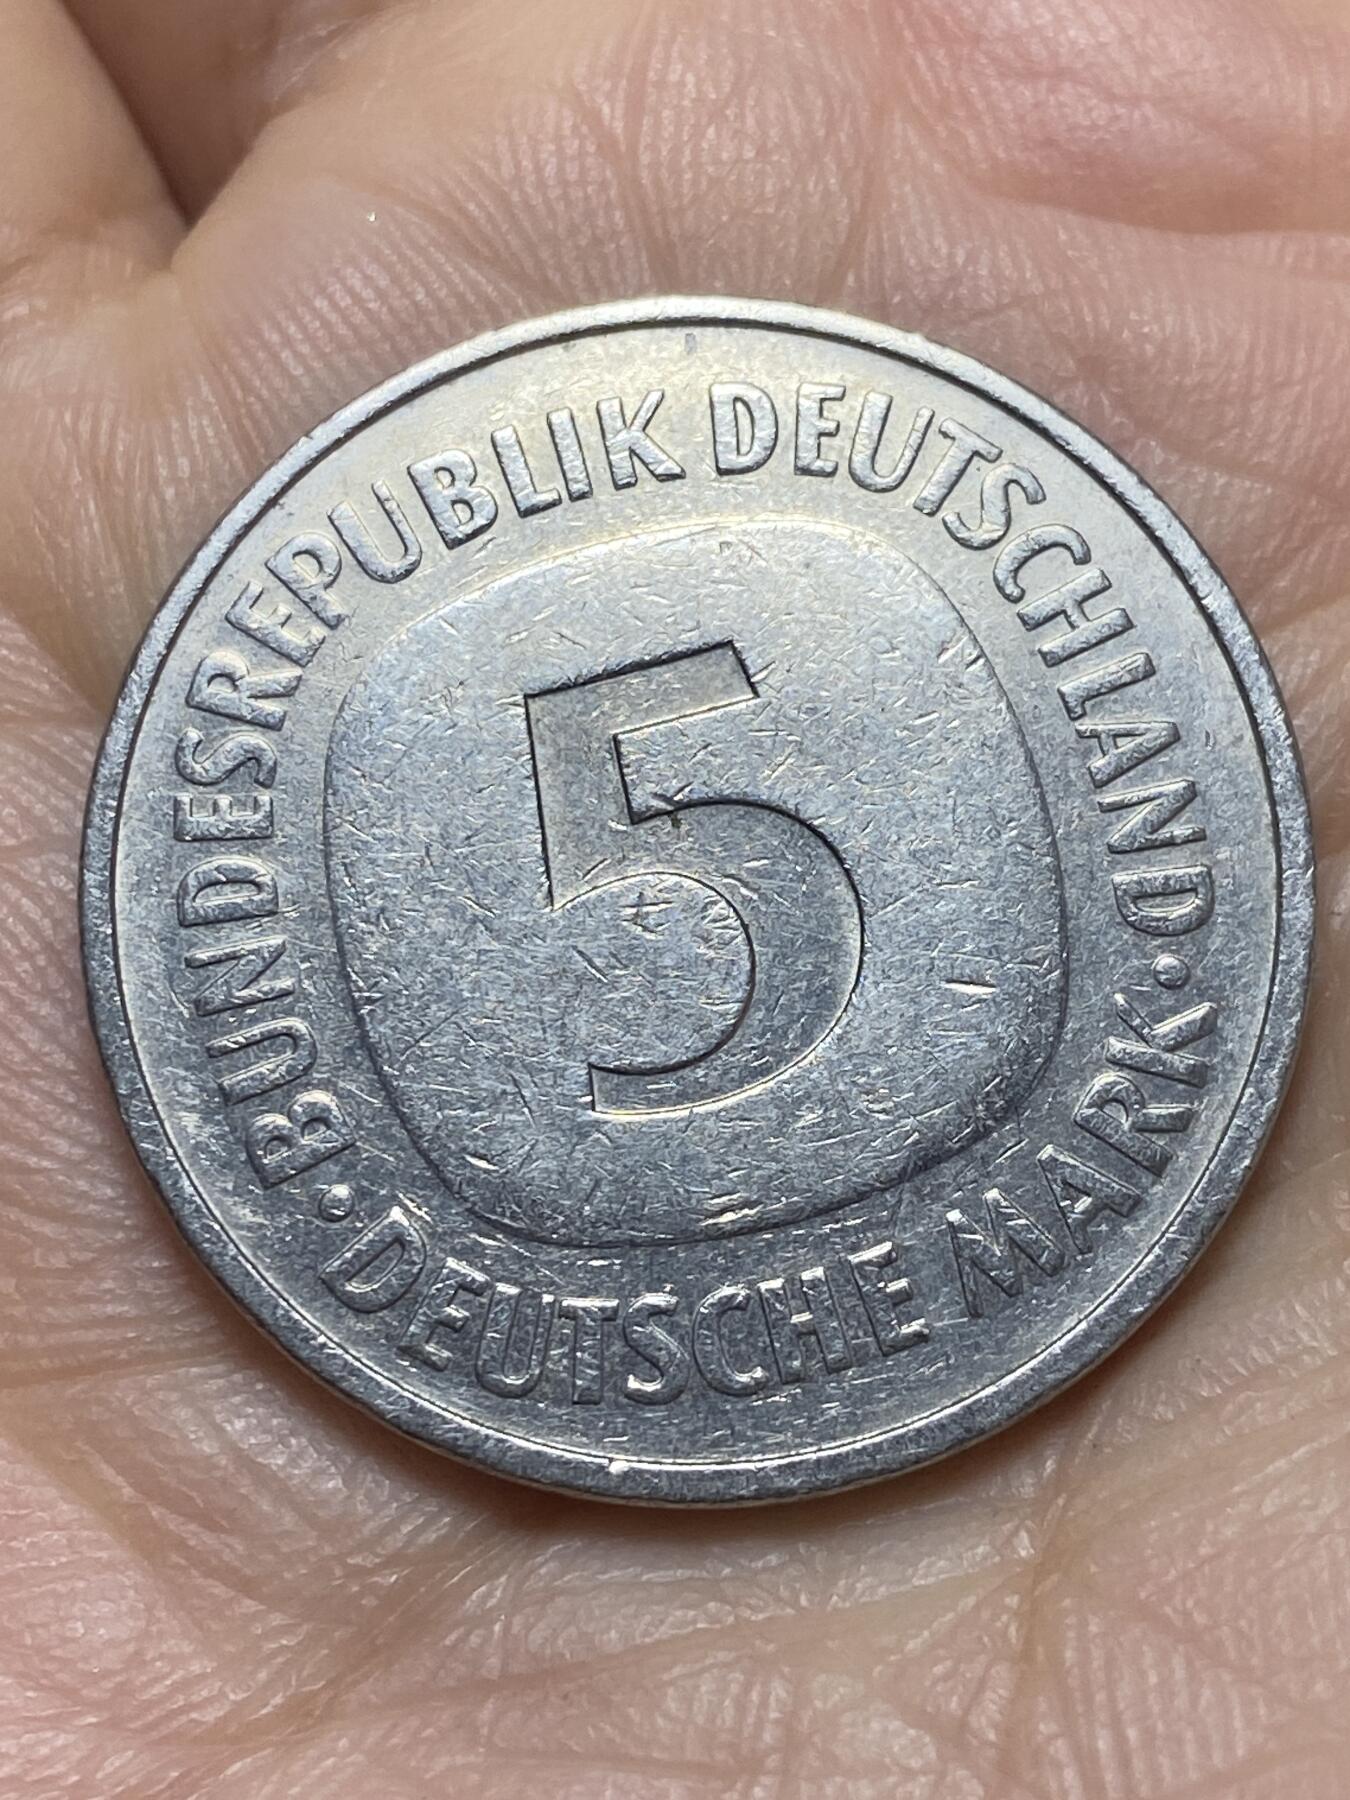 BUNDESREPUBLIK DEUTSCHLAND
5
· DEUTSCHE MARK ·